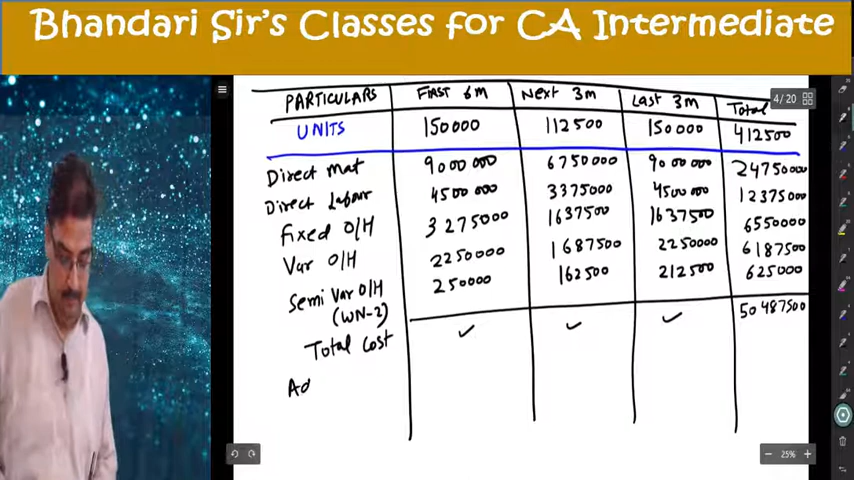 Bhandari Sir's Classes for CA Intermediate
4/20
PARTICULARS First 6m Next 3m Last 3m Total
UNITS 150000 112500 150000 412500
Direct Mat 9000000 6750000 9000000 24750000
Direct Labour 4500000 3375000 4500000 12375000
Fixed O/H 3275000 1637500 1637500 6550000
Var O/H 2250000 1687500 2250000 6187500
Semi Var O/H 250000 162500 212500 625000
(WN-2)
Total Cost ✓ ✓ ✓ 50487500
Ad
25%